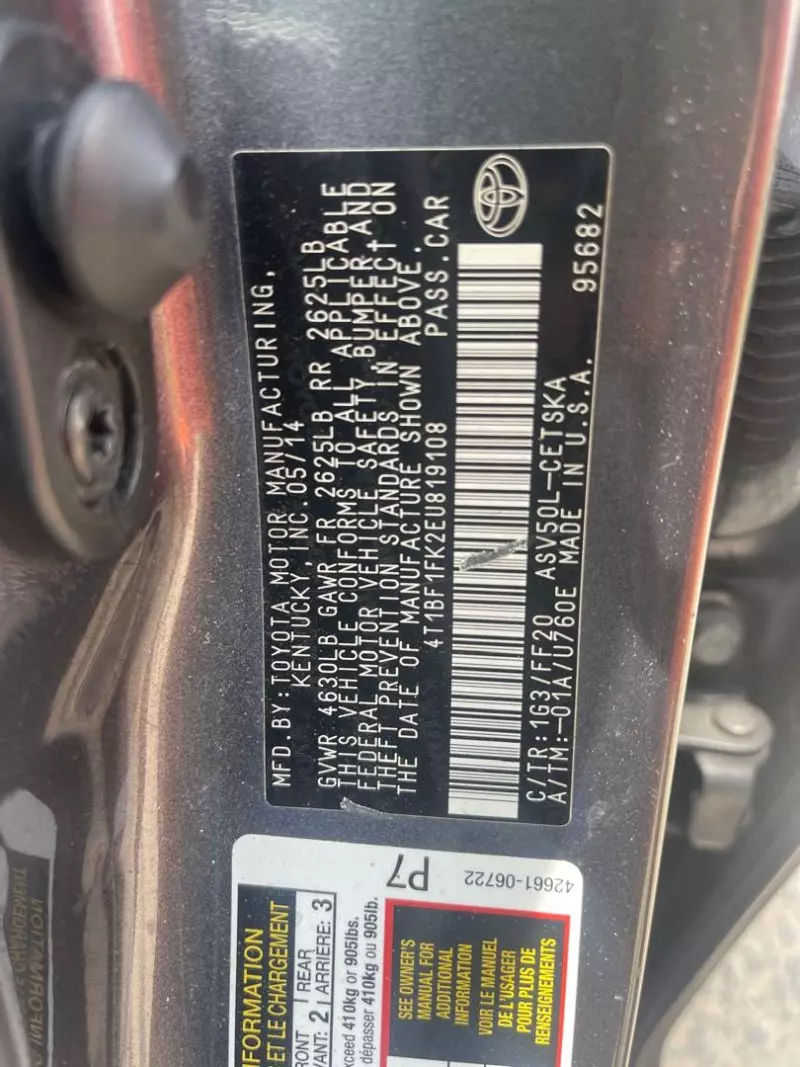 MFD.BY:TOYOTA MOTOR MANUFACTURING,
KENTUCKY, INC. 05/14
GVWR 4630LB GAWR FR 2625LB RR 2625LB
THIS VEHICLE CONFORMS TO ALL APPLICABLE
FEDERAL MOTOR VEHICLE SAFETY, BUMPER, AND
THEFT PREVENTION STANDARDS IN EFFECT ON
THE DATE OF MANUFACTURE SHOWN ABOVE.
4T1BF1FK2EU819108 PASS.CAR
C/TR:1G3/FF20 ASV50L-CETSKA
A/TM:-01A/U760E MADE IN U.S.A. 95682
INFORMATION
ET LE CHARGEMENT
2 REAR
ARRIÈRE: 3
exceed 410kg or 905lbs.
dépasser 410kg ou 905lb.
P7
42661-06722
SEE OWNER'S
MANUAL FOR
ADDITIONAL
INFORMATION
VOIR LE MANUEL
DE L'USAGER
POUR PLUS DE
RENSEIGNEMENTS